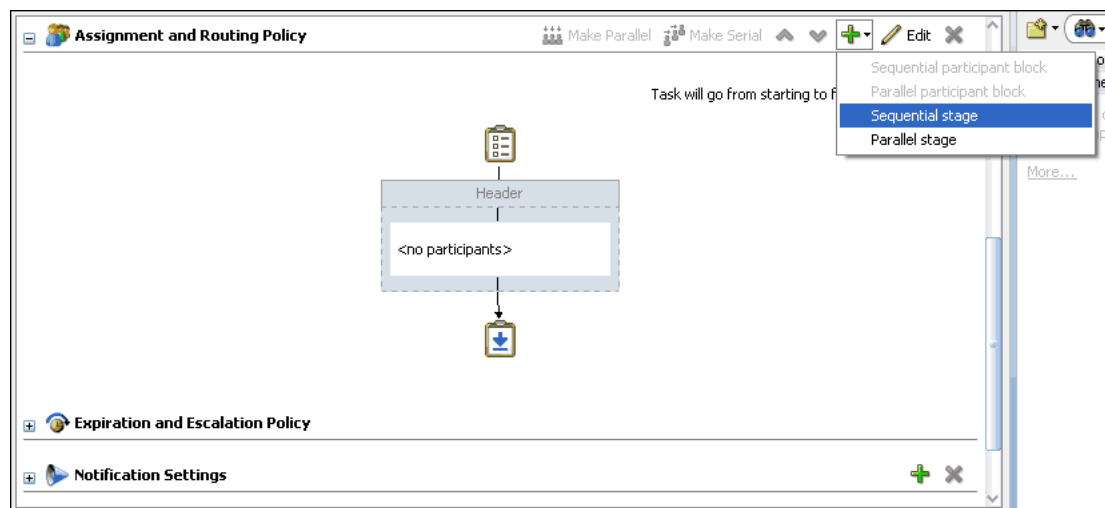 Assignment and Routing Policy
Make Parallel
Make Serial
Edit
Sequential participant block
Parallel participant block
Sequential stage
Parallel stage
Task will go from starting to f
More...
Header
<no participants>
Expiration and Escalation Policy
Notification Settings